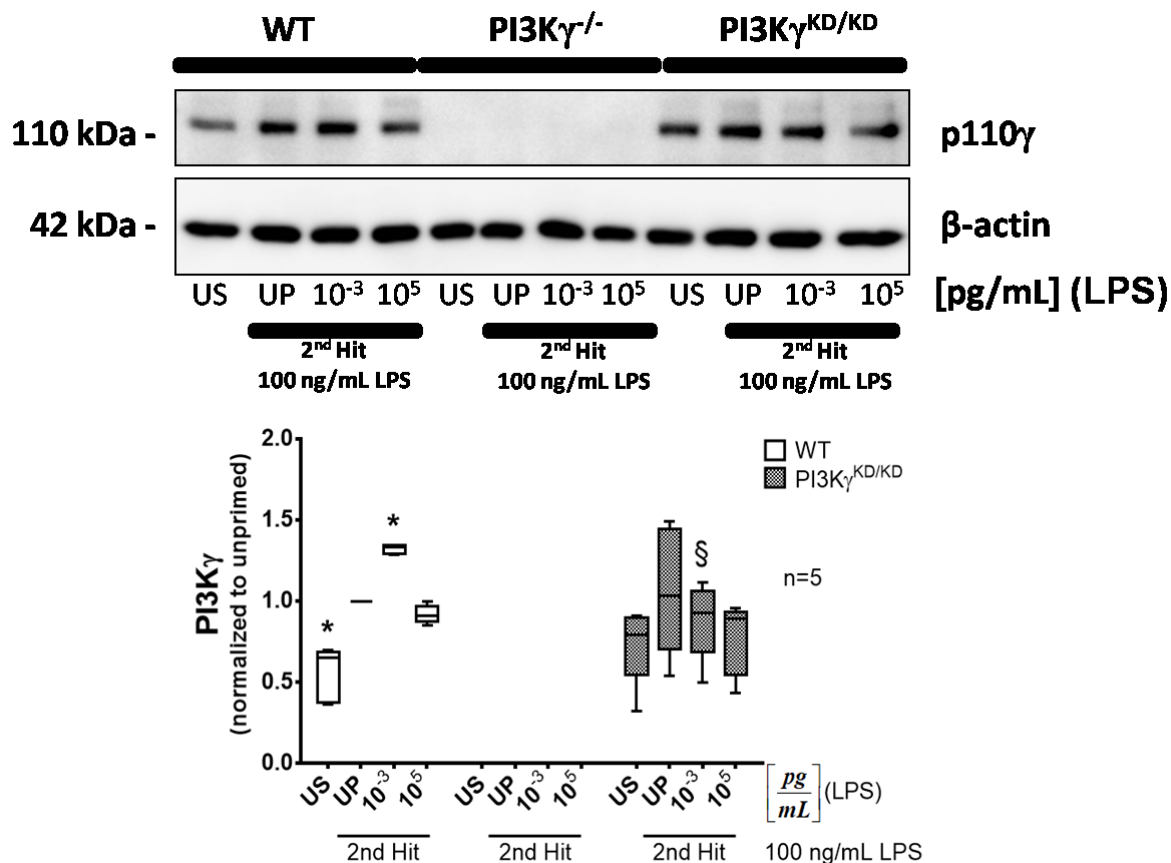 WT PI3Kγ-/- PI3KγKD/KD
110 kDa - p110γ
42 kDa - β-actin
US UP 10-3 105 US UP 10-3 105 US UP 10-3 105 [pg/mL] (LPS)
2nd Hit 2nd Hit 2nd Hit
100 ng/mL LPS 100 ng/mL LPS 100 ng/mL LPS
PI3Kγ
(normalized to unprimed)
2.0
1.5
1.0
0.5
0.0
*
*
§
WT
PI3KγKD/KD
n=5
US UP 10-3 105 US UP 10-3 105 US UP 10-3 105 [pg/mL] (LPS)
2nd Hit 2nd Hit 2nd Hit 100 ng/mL LPS